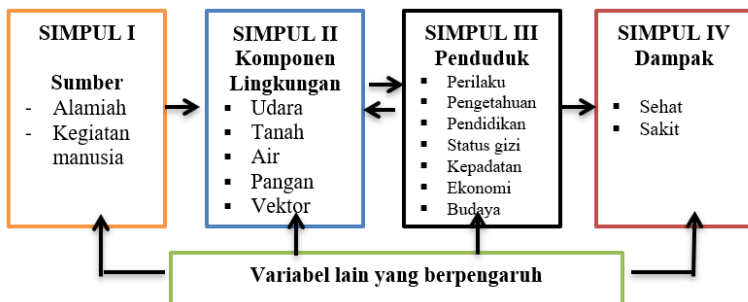 SIMPUL I
Sumber
- Alamiah
- Kegiatan
manusia
SIMPUL II
Komponen
Lingkungan
▪ Udara
▪ Tanah
▪ Air
▪ Pangan
▪ Vektor
SIMPUL III
Penduduk
▪ Perilaku
▪ Pengetahuan
▪ Pendidikan
▪ Status gizi
▪ Kepadatan
▪ Ekonomi
▪ Budaya
SIMPUL IV
Dampak
▪ Sehat
▪ Sakit
Variabel lain yang berpengaruh